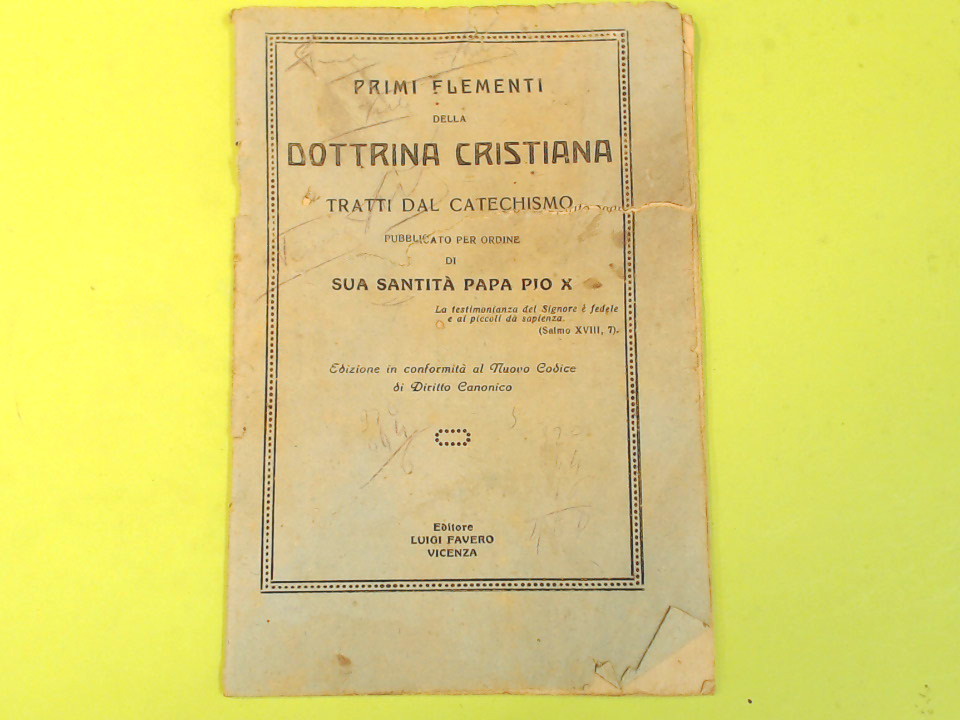 PRIMI ELEMENTI
DELLA
DOTTRINA CRISTIANA
TRATTI DAL CATECHISMO
PUBBLICATO PER ORDINE
DI
SUA SANTITÀ PAPA PIO X
La testimonianza del Signore è fedele
e ai piccoli dà sapienza.
(Salmo XVIII, 7).
Edizione in conformità al Nuovo Codice
di Diritto Canonico
Editore
LUIGI FAVERO
VICENZA